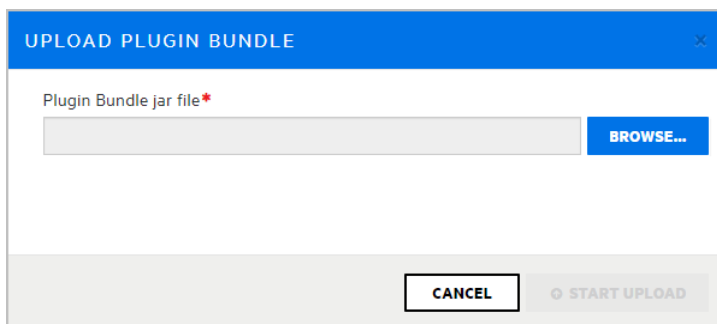 UPLOAD PLUGIN BUNDLE ×
Plugin Bundle jar file*
BROWSE...
CANCEL START UPLOAD